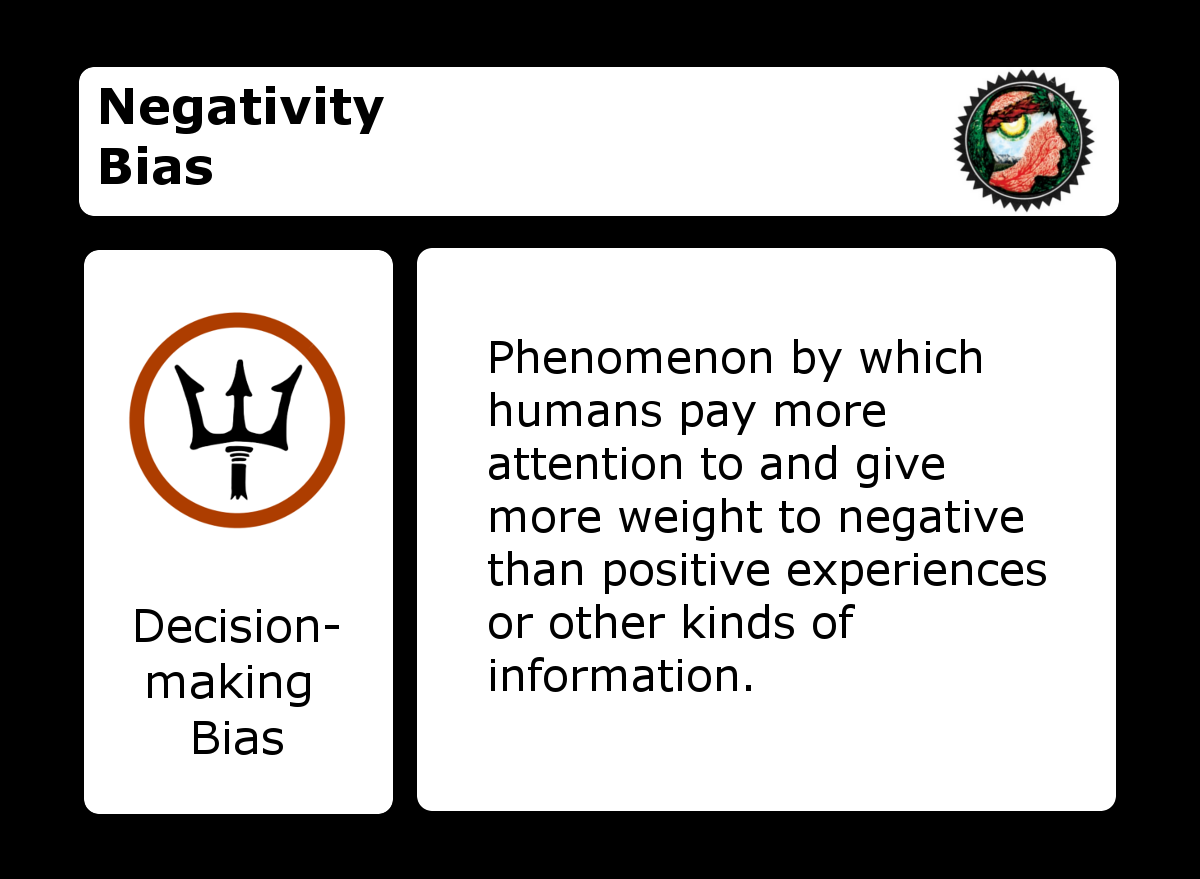 Negativity
Bias
Decision-
making
Bias
Phenomenon by which
humans pay more
attention to and give
more weight to negative
than positive experiences
or other kinds of
information.